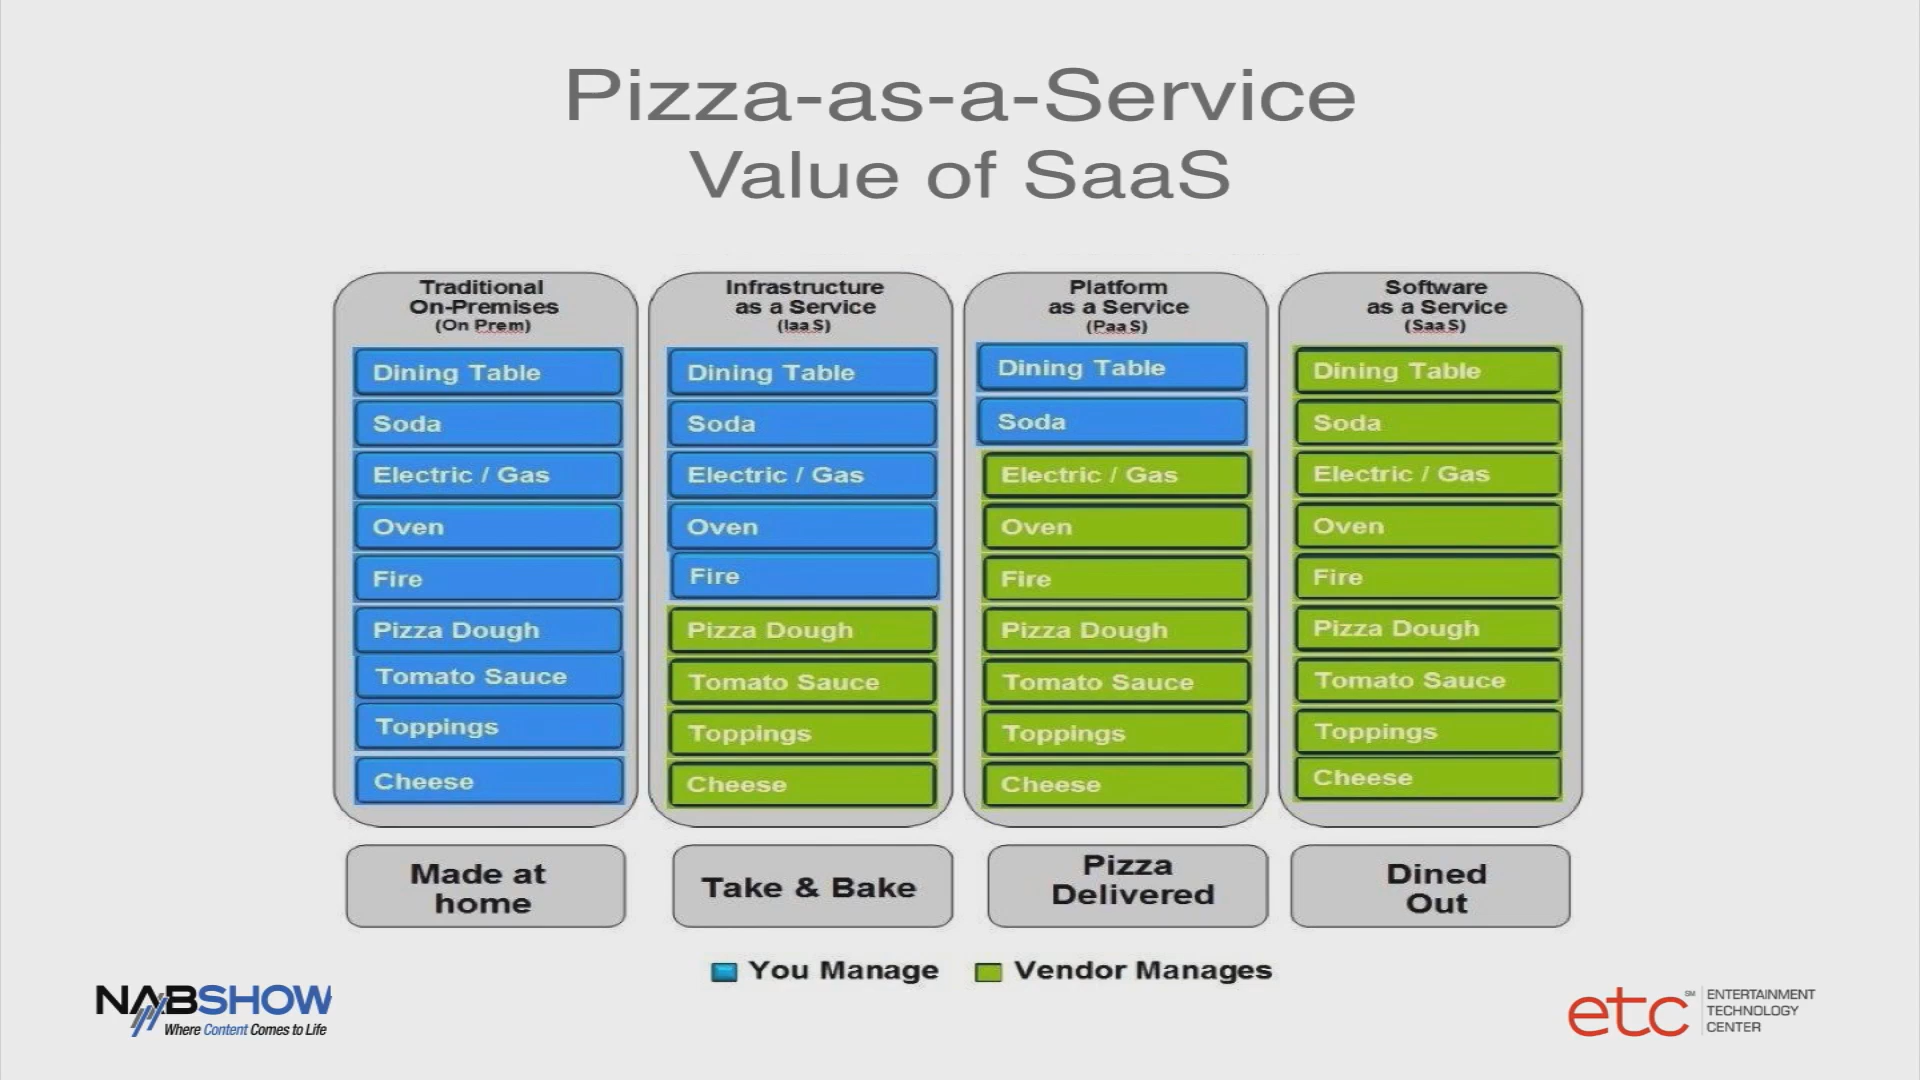 Pizza-as-a-Service
Value of SaaS
Traditional
On-Premises
(On Prem)
Dining Table
Soda
Electric / Gas
Oven
Fire
Pizza Dough
Tomato Sauce
Toppings
Cheese
Made at
home
Infrastructure
as a Service
(IaaS)
Dining Table
Soda
Electric / Gas
Oven
Fire
Pizza Dough
Tomato Sauce
Toppings
Cheese
Take & Bake
Platform
as a Service
(PaaS)
Dining Table
Soda
Electric / Gas
Oven
Fire
Pizza Dough
Tomato Sauce
Toppings
Cheese
Pizza
Delivered
Software
as a Service
(SaaS)
Dining Table
Soda
Electric / Gas
Oven
Fire
Pizza Dough
Tomato Sauce
Toppings
Cheese
Dined
Out
You Manage
Vendor Manages
NABSHOW
Where Content Comes to Life
etc SM
ENTERTAINMENT
TECHNOLOGY
CENTER